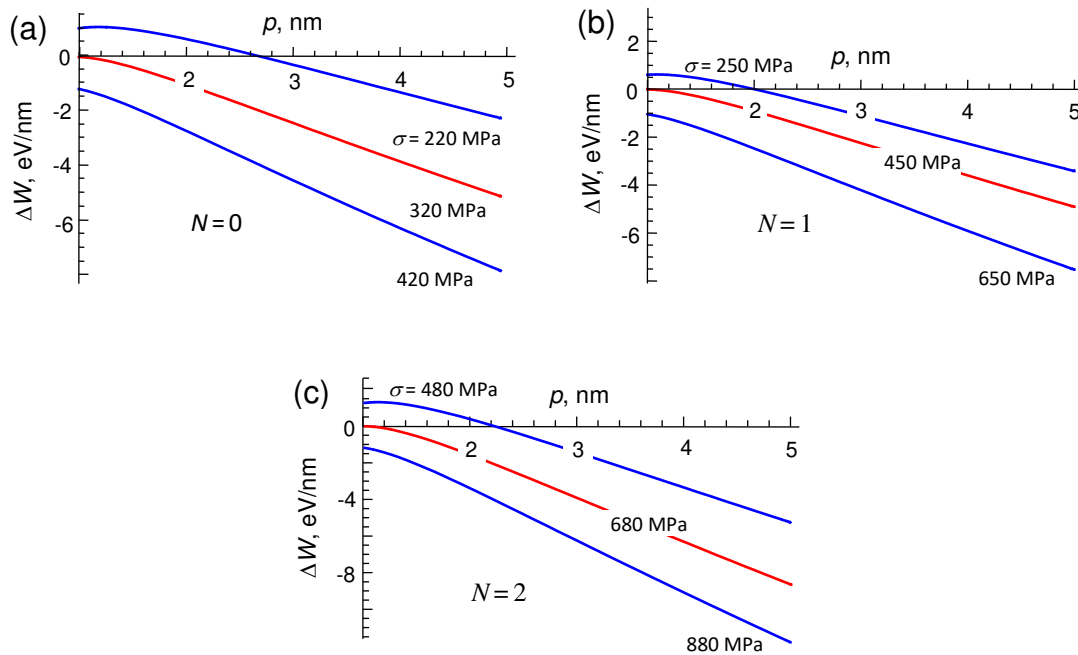 (a)
p, nm
0
2
3
4
5
-2
-4
-6
ΔW, eV/nm
σ = 220 MPa
320 MPa
420 MPa
N = 0
(b)
p, nm
2
0
2
3
4
5
-2
-4
-6
ΔW, eV/nm
σ = 250 MPa
450 MPa
650 MPa
N = 1
(c)
σ = 480 MPa
p, nm
0
2
3
4
5
-4
-8
ΔW, eV/nm
680 MPa
880 MPa
N = 2